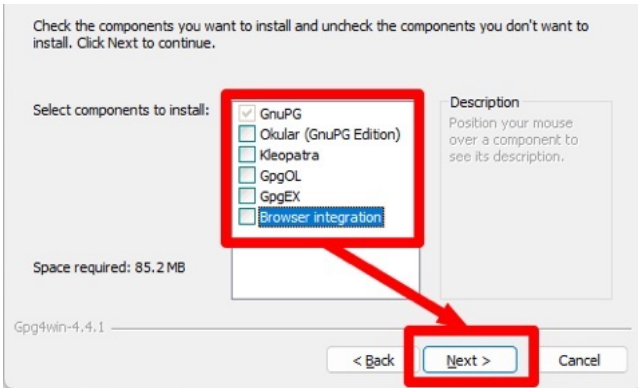 Check the components you want to install and uncheck the components you don't want to
install. Click Next to continue.
Select components to install:
GnuPG
Okular (GnuPG Edition)
Kleopatra
GpgOL
GpgEX
Browser integration
Description
Position your mouse
over a component to
see its description.
Space required: 85.2 MB
Gpg4win-4.4.1
< Back
Next >
Cancel